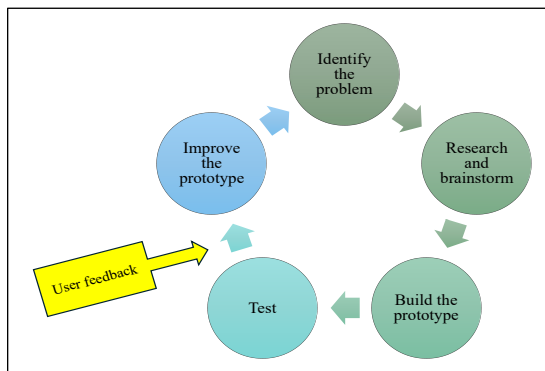 Identify
the
problem
Research
and
brainstorm
Build the
prototype
Test
User feedback
Improve
the
prototype